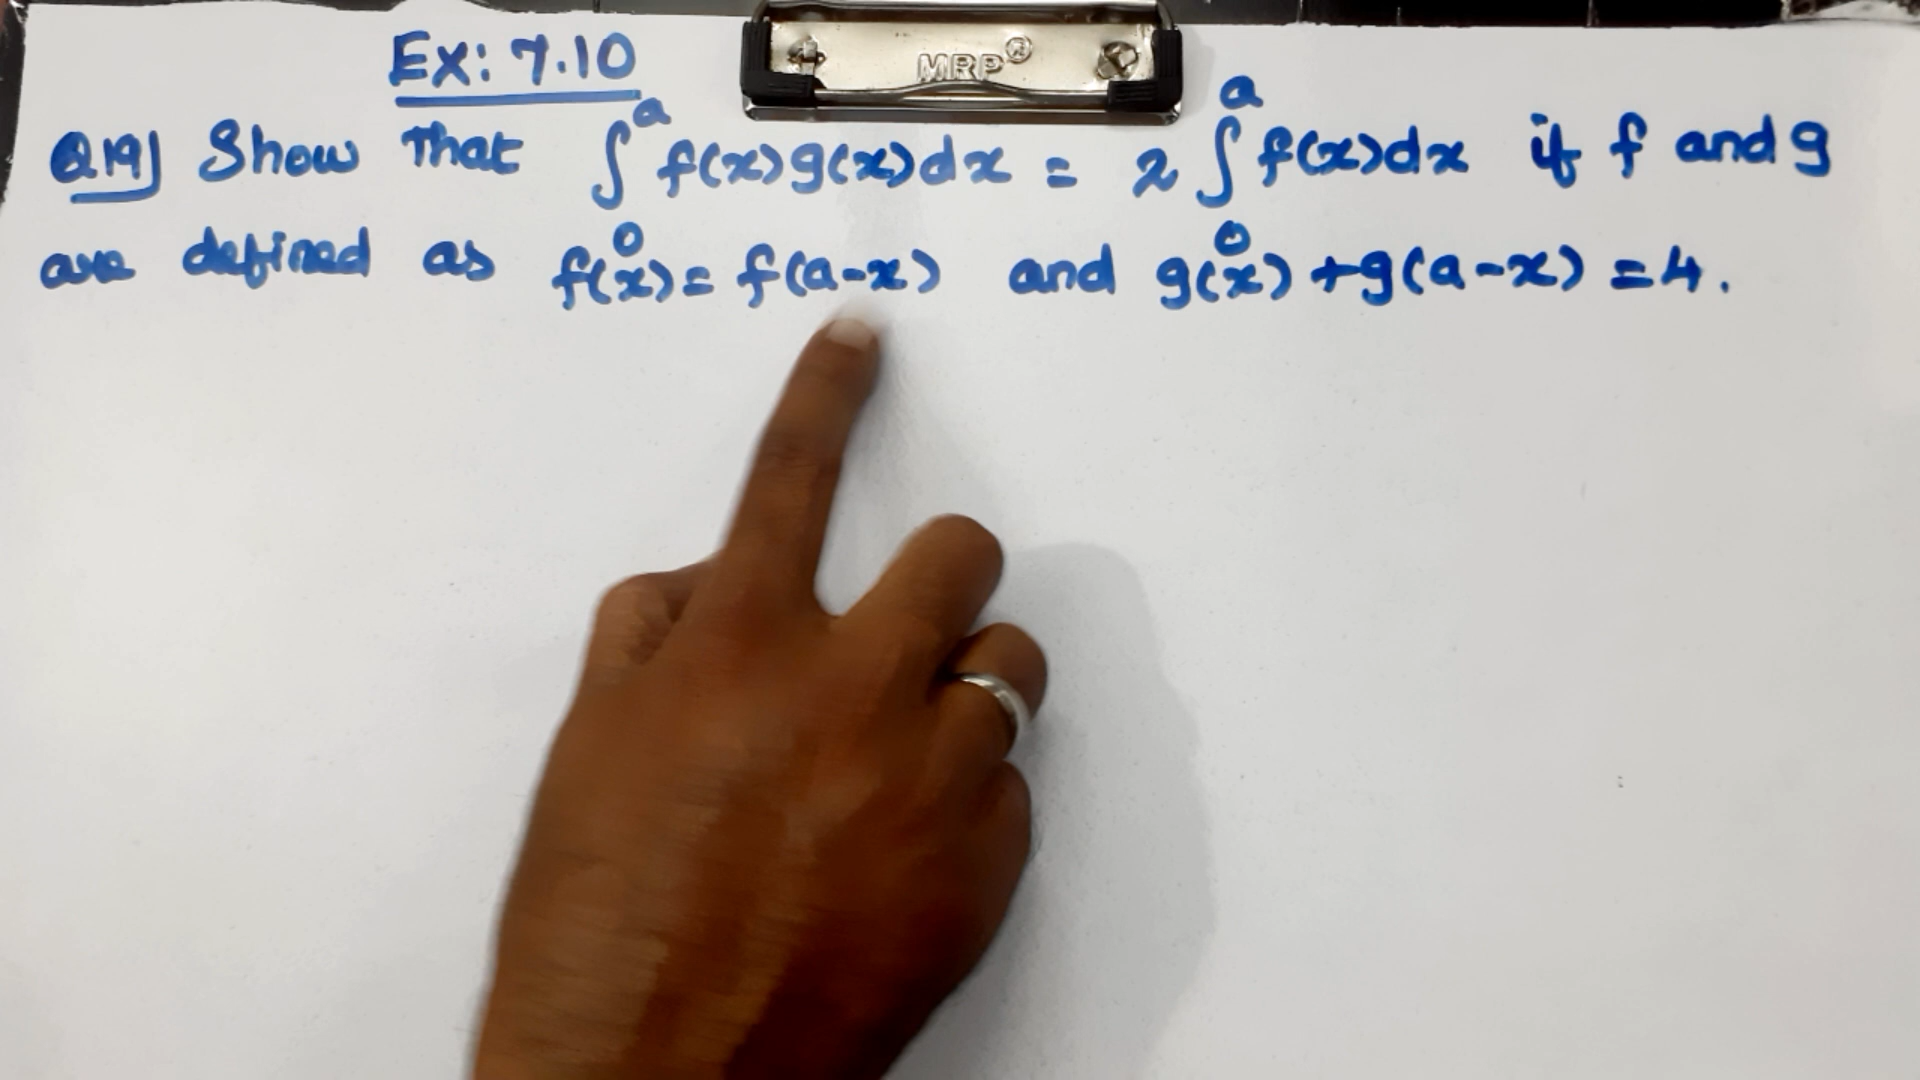 Ex: 7.10
MRP®
Q19) Show that ∫₀ᵃ f(x)g(x)dx = 2 ∫₀ᵃ f(x)dx if f and g
are defined as f(x) = f(a-x) and g(x) + g(a-x) = 4.